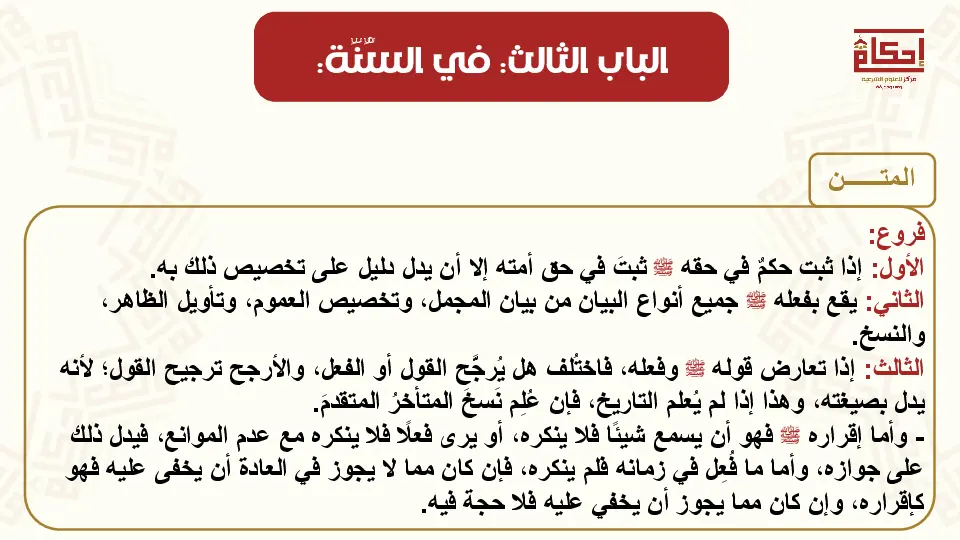 الباب الثالث: في السنّة:
إحكام
مركز للعلوم الشرعية
المتـــــن
فروع:
الأول: إذا ثبت حكمٌ في حقه ﷺ ثبتَ في حق أمته إلا أن يدل دليل على تخصيص ذلك به.
الثاني: يقع بفعله ﷺ جميع أنواع البيان من بيان المجمل، وتخصيص العموم، وتأويل الظاهر،
والنسخ.
الثالث: إذا تعارض قوله ﷺ وفعله، فاختُلف هل يُرجَّح القول أو الفعل، والأرجح ترجيح القول؛ لأنه
يدل بصيغته، وهذا إذا لم يُعلم التاريخ، فإن عُلِم نَسخَ المتأخرُ المتقدمَ.
- وأما إقراره ﷺ فهو أن يسمع شيئًا فلا ينكره، أو يرى فعلًا فلا ينكره مع عدم الموانع، فيدل ذلك
على جوازه، وأما ما فُعِل في زمانه فلم ينكره، فإن كان مما لا يجوز في العادة أن يخفى عليه فهو
كإقراره، وإن كان مما يجوز أن يخفي عليه فلا حجة فيه.